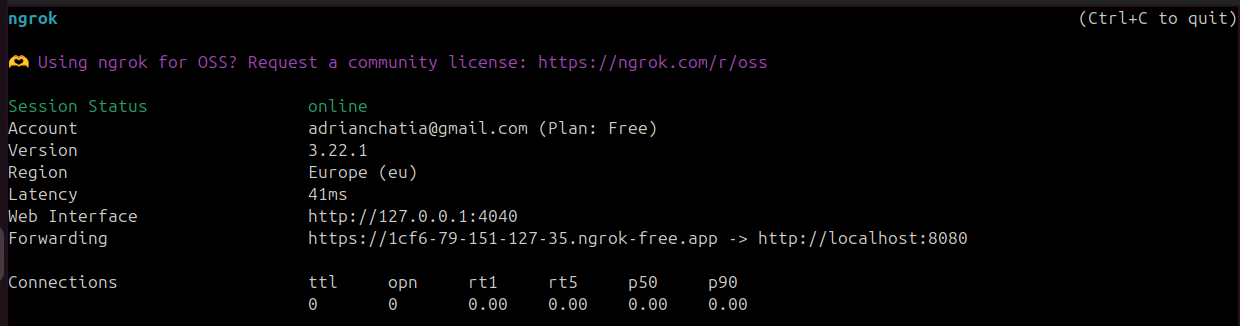 ngrok (Ctrl+C to quit)
🫶 Using ngrok for OSS? Request a community license: https://ngrok.com/r/oss
Session Status online
Account adrianchatia@gmail.com (Plan: Free)
Version 3.22.1
Region Europe (eu)
Latency 41ms
Web Interface http://127.0.0.1:4040
Forwarding https://1cf6-79-151-127-35.ngrok-free.app -> http://localhost:8080
Connections ttl opn rt1 rt5 p50 p90
0 0 0.00 0.00 0.00 0.00